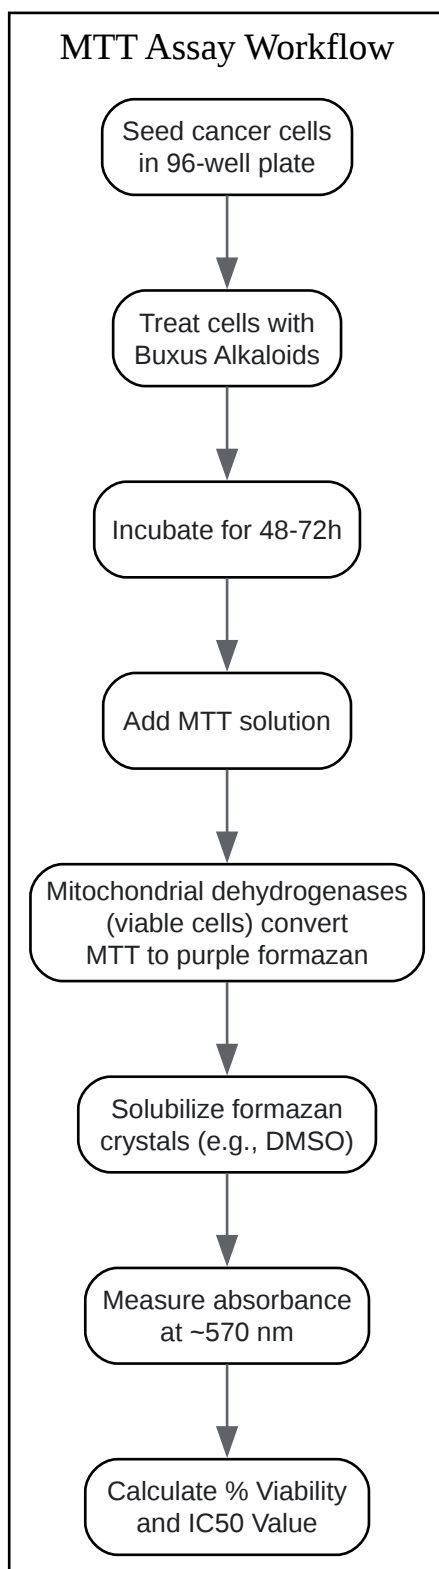 MTT Assay Workflow
Seed cancer cells
in 96-well plate
Treat cells with
Buxus Alkaloids
Incubate for 48-72h
Add MTT solution
Mitochondrial dehydrogenases
(viable cells) convert
MTT to purple formazan
Solubilize formazan
crystals (e.g., DMSO)
Measure absorbance
at ~570 nm
Calculate % Viability
and IC50 Value